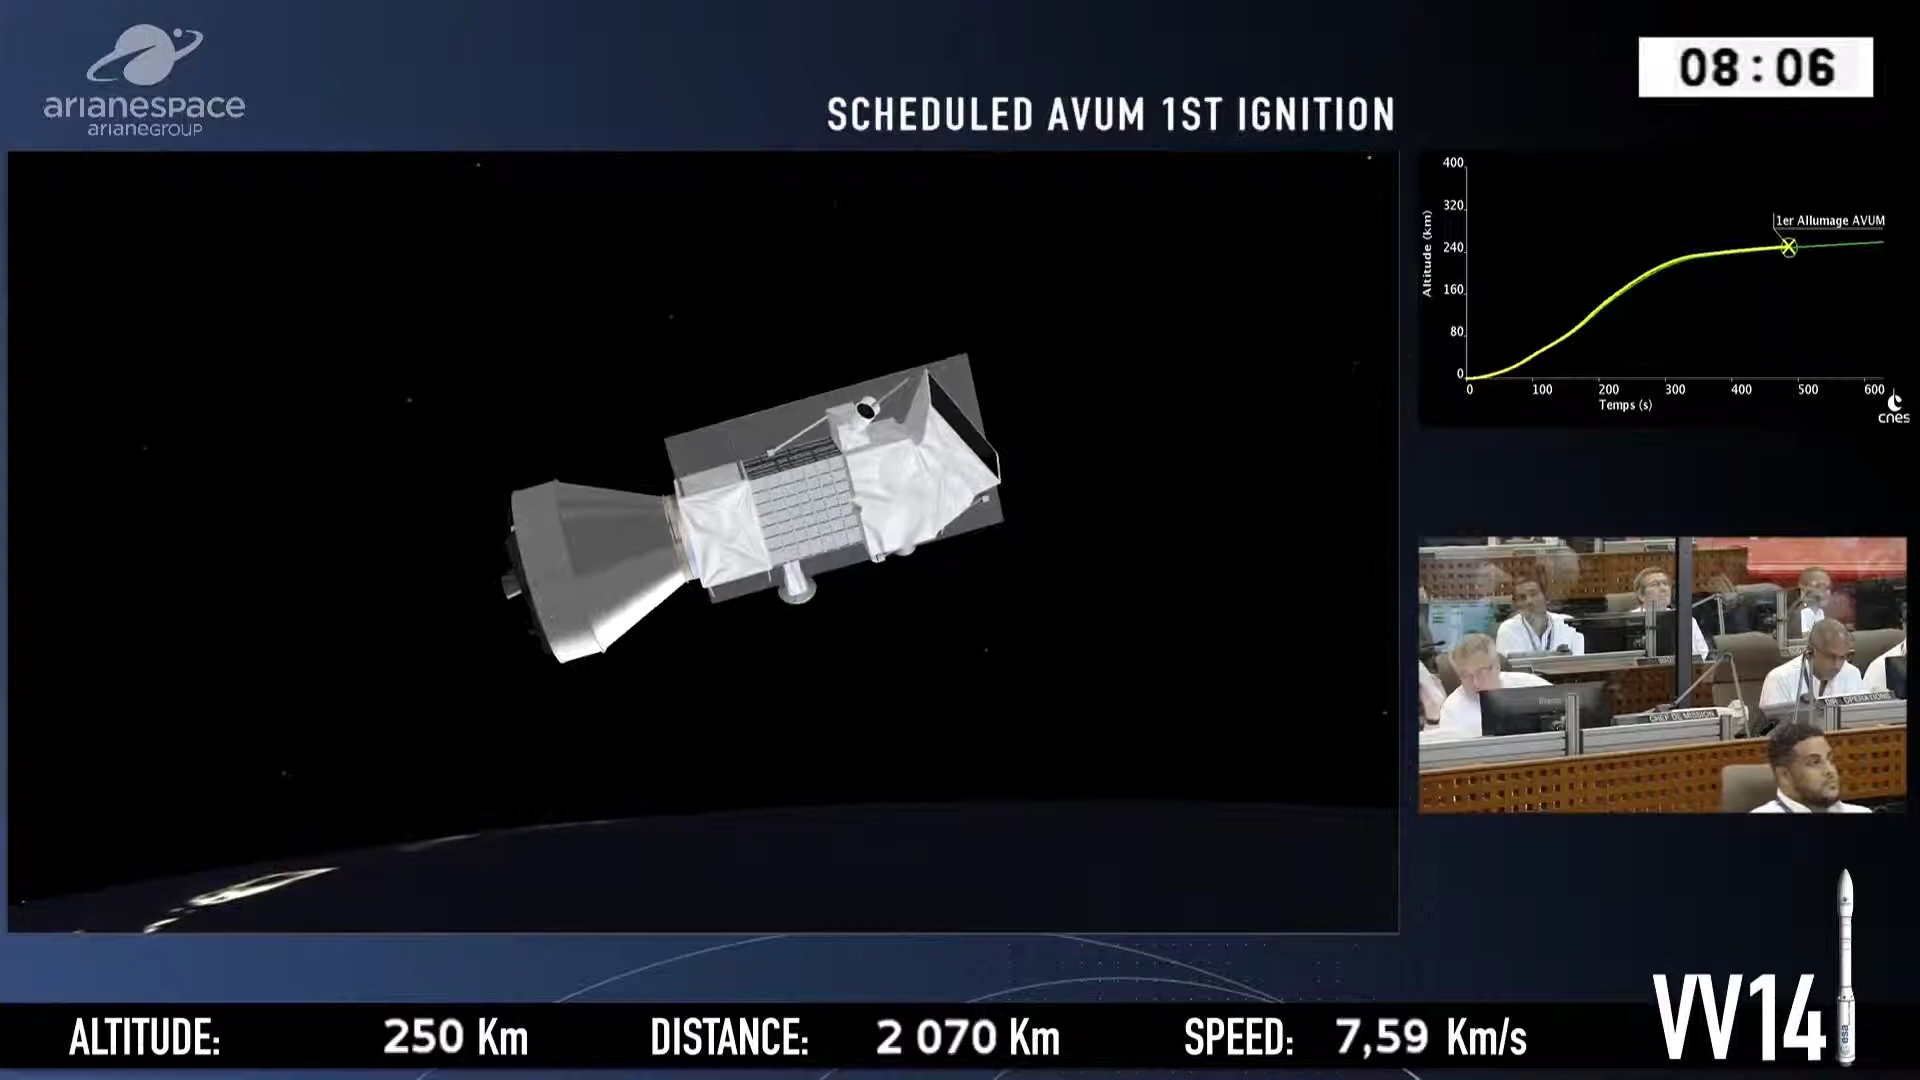 arianespace
arianegroup
SCHEDULED AVUM 1ST IGNITION
08:06
400
320
240
160
80
0
Altitude (km)
1er Allumage AVUM
0 100 200 300 400 500 600
Temps (s)
cnes
CHEF DE MISSION
DIR. OPERATIONS
VV14
esa
ALTITUDE: 250 Km DISTANCE: 2 070 Km SPEED: 7,59 Km/s